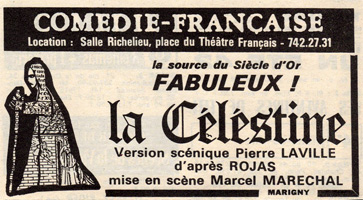 COMEDIE-FRANÇAISE
Location : Salle Richelieu, place du Théâtre Français - 742.27.31
la source du Siècle d'Or
FABULEUX !
la Céléstine
Version scénique Pierre LAVILLE
d'après ROJAS
mise en scène Marcel MARECHAL
MARIGNY